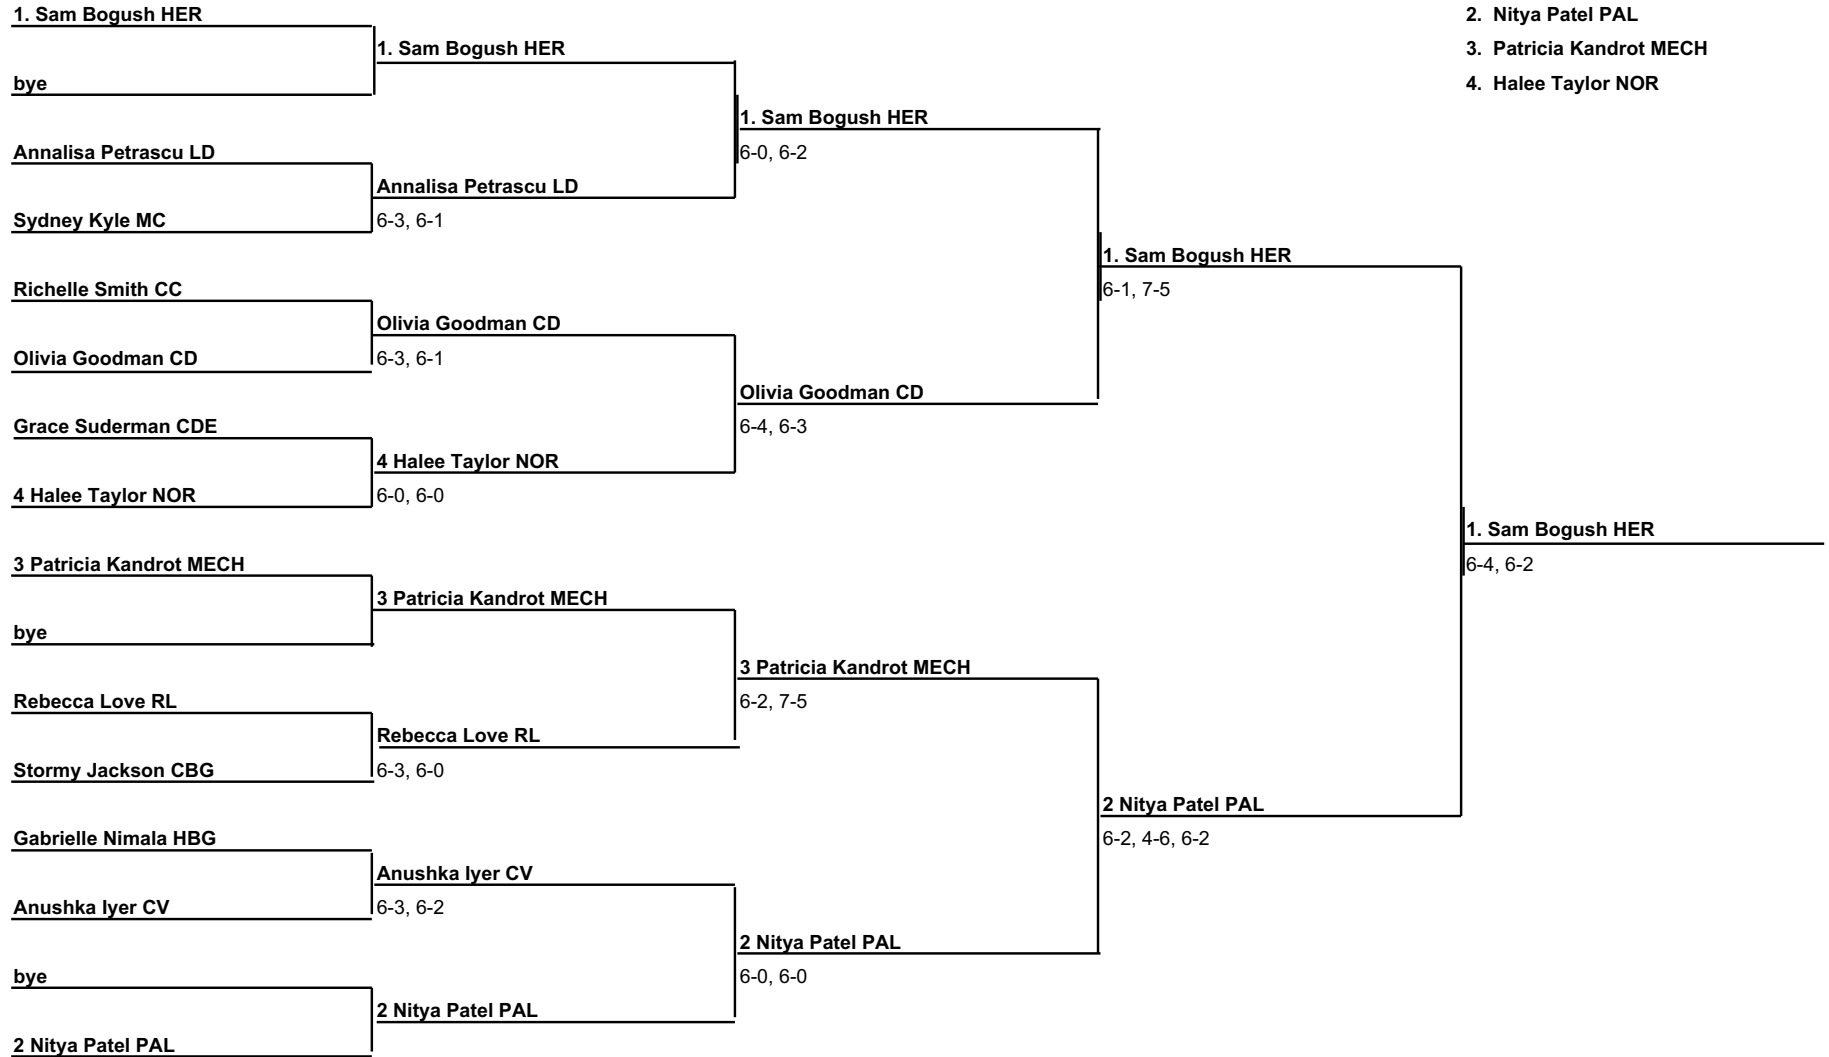 1. Sam Bogush HER
bye
Annalisa Petrascu LD
Sydney Kyle MC
Richelle Smith CC
Olivia Goodman CD
Grace Suderman CDE
4 Halee Taylor NOR
3 Patricia Kandrot MECH
bye
Rebecca Love RL
Stormy Jackson CBG
Gabrielle Nimala HBG
Anushka Iyer CV
bye
2 Nitya Patel PAL
1. Sam Bogush HER
Annalisa Petrascu LD
6-3, 6-1
Olivia Goodman CD
6-3, 6-1
4 Halee Taylor NOR
6-0, 6-0
3 Patricia Kandrot MECH
Rebecca Love RL
6-3, 6-0
Anushka Iyer CV
6-3, 6-2
2 Nitya Patel PAL
1. Sam Bogush HER
6-0, 6-2
Olivia Goodman CD
6-4, 6-3
3 Patricia Kandrot MECH
6-2, 7-5
2 Nitya Patel PAL
6-0, 6-0
1. Sam Bogush HER
6-1, 7-5
2 Nitya Patel PAL
6-2, 4-6, 6-2
2. Nitya Patel PAL
3. Patricia Kandrot MECH
4. Halee Taylor NOR
1. Sam Bogush HER
6-4, 6-2